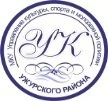 МКУ «Управление культуры, спорта и молодежной политики
УК
УЖУРСКОГО РАЙОНА